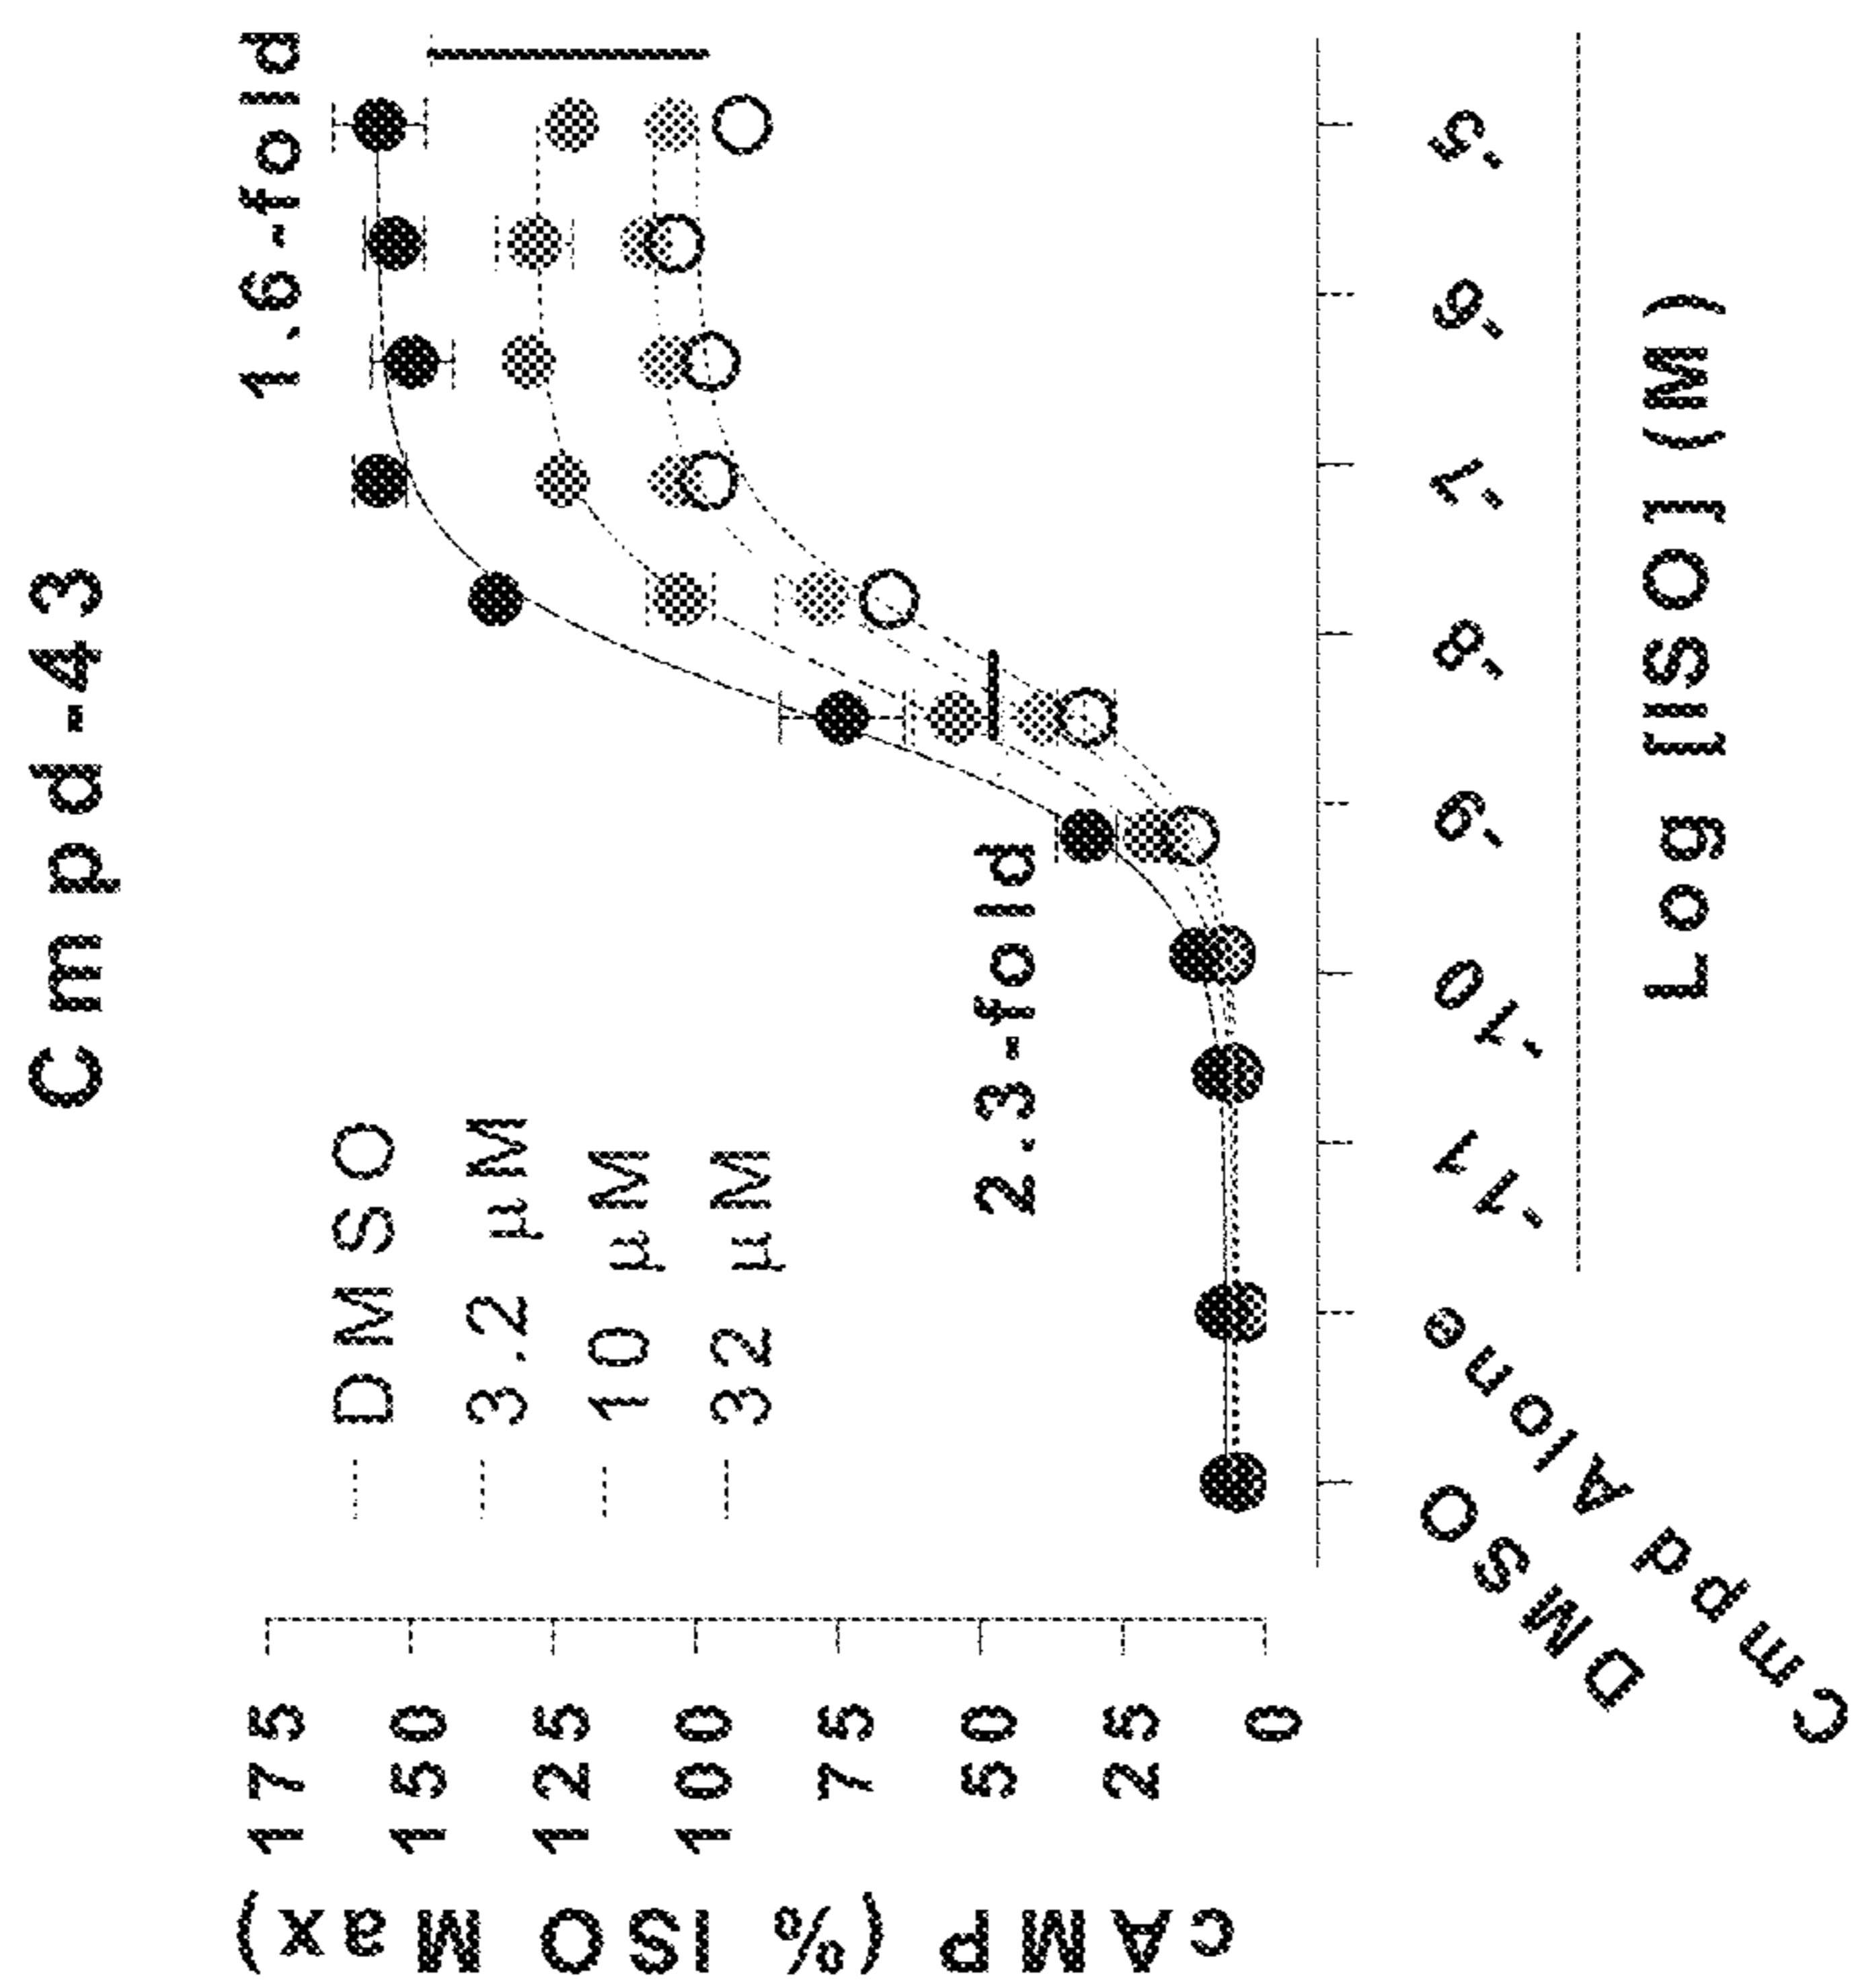 Cmpd-43
1.6-fold
DMSO
3.2 μM
10 μM
32 μM
2.3-fold
cAMP (% ISO Max)
175
150
125
100
75
50
25
0
DMSO
Cmpd Alone
-11
-10
-9
-8
-7
-6
-5
Log [ISO] (M)